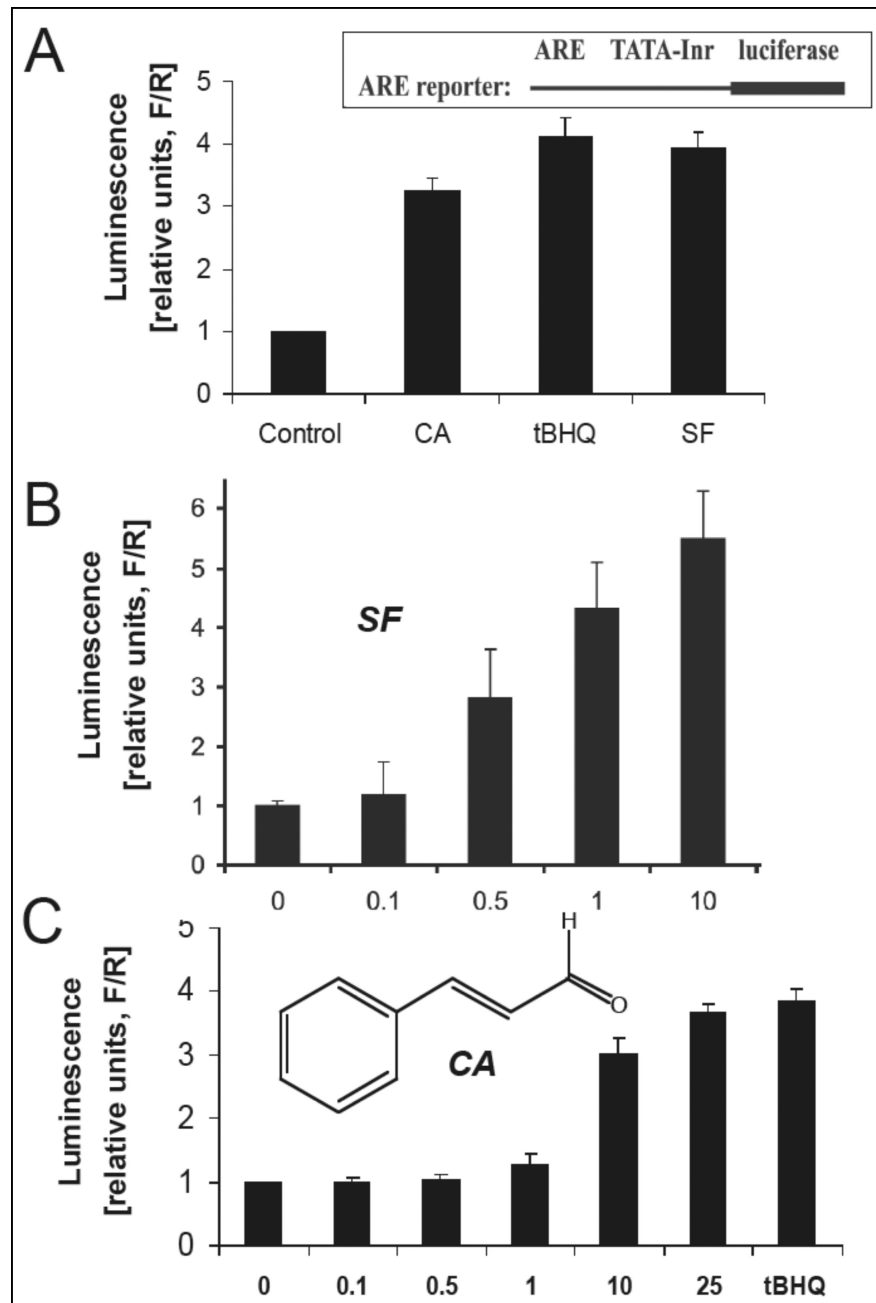 A
ARE TATA-Inr luciferase
ARE reporter:
Luminescence
[relative units, F/R]
5
4
3
2
1
0
Control CA tBHQ SF
B
Luminescence
[relative units, F/R]
6
5
4
3
2
1
0
SF
0 0.1 0.5 1 10
C
Luminescence
[relative units, F/R]
5
4
3
2
1
0
H
O
CA
0 0.1 0.5 1 10 25 tBHQ